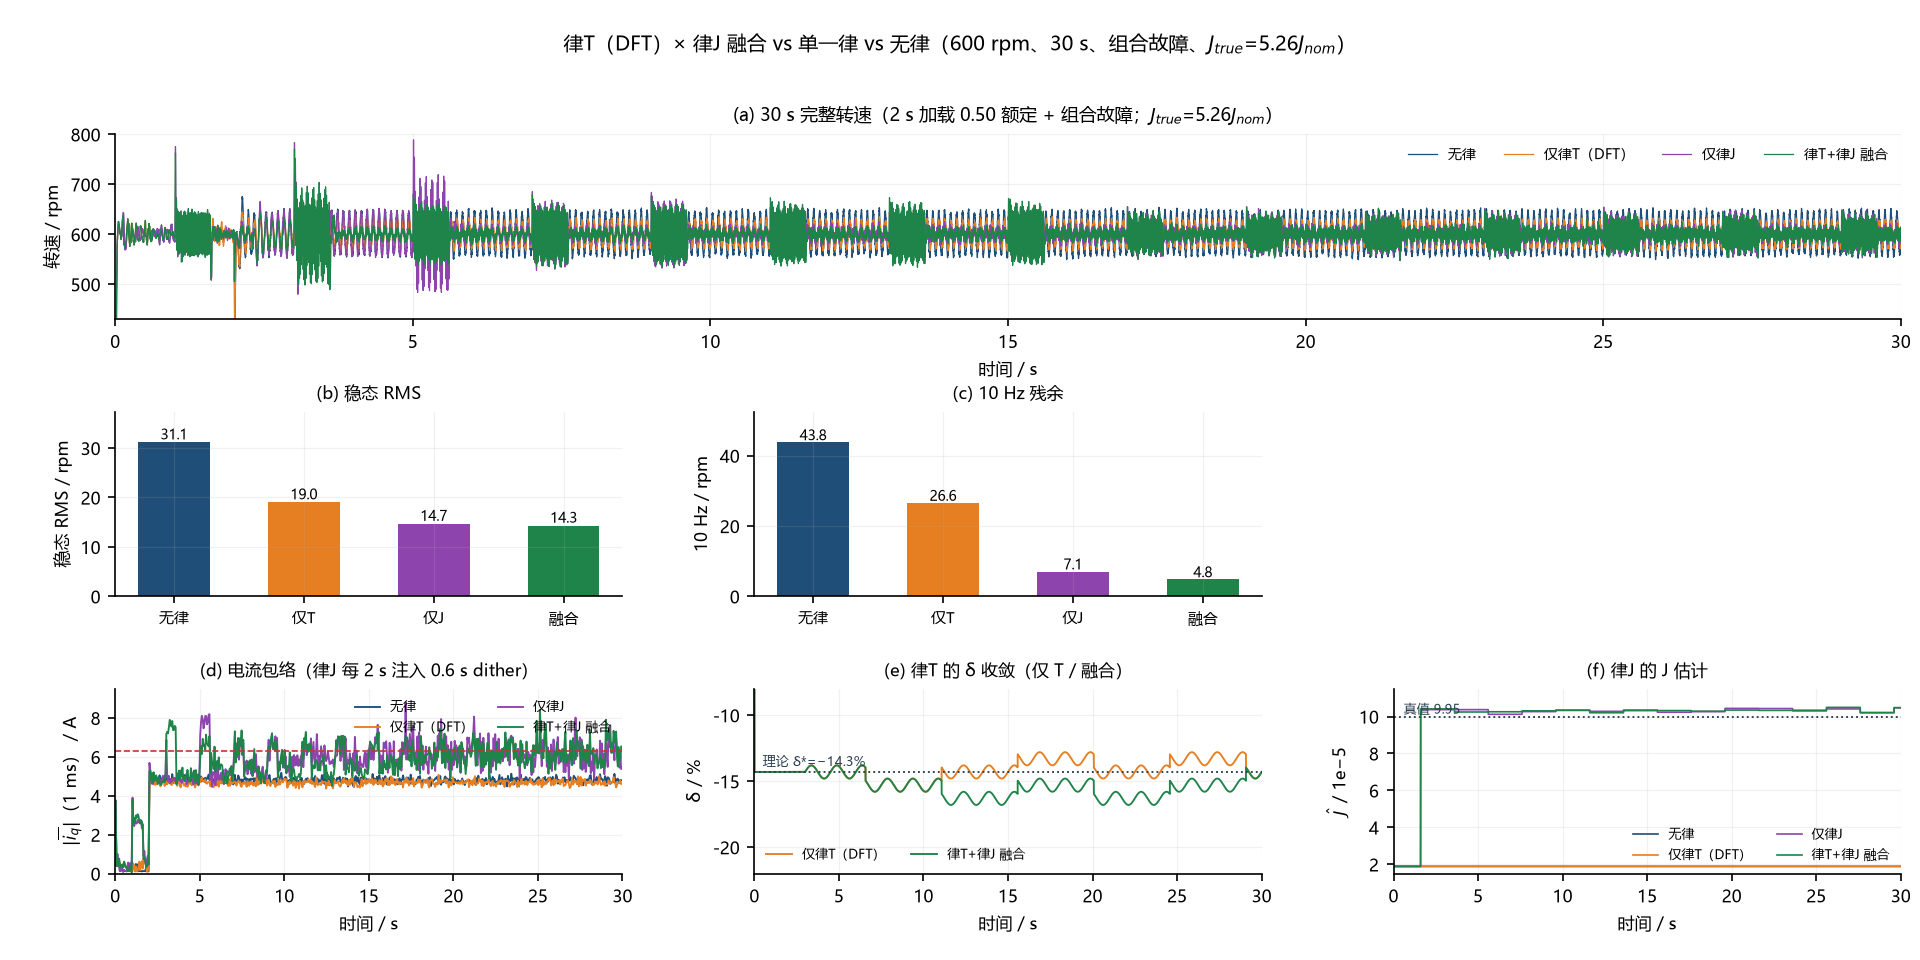 律T（DFT）× 律J 融合 vs 单一律 vs 无律（600 rpm、30 s、组合故障、J_true=5.26J_nom）
(a) 30 s 完整转速（2 s 加载 0.50 额定 + 组合故障；J_true=5.26J_nom）
转速 / rpm
800
700
600
500
无律 仅律T（DFT） 仅律J 律T+律J 融合
0 5 10 15 20 25 30
时间 / s
(b) 稳态 RMS
稳态 RMS / rpm
30
20
10
0
31.1
19.0
14.7
14.3
无律 仅T 仅J 融合
(c) 10 Hz 残余
10 Hz / rpm
40
20
0
43.8
26.6
7.1
4.8
无律 仅T 仅J 融合
(d) 电流包络（律J 每 2 s 注入 0.6 s dither）
|i_q|（1 ms）/ A
8
6
4
2
0
无律 仅律J
仅律T（DFT） 律T+律J 融合
0 5 10 15 20 25 30
时间 / s
(e) 律T 的 δ 收敛（仅 T / 融合）
δ / %
-10
-15
-20
理论 δ*=−14.3%
仅律T（DFT） 律T+律J 融合
0 5 10 15 20 25 30
时间 / s
(f) 律J 的 J 估计
Ĵ / 1e−5
10
8
6
4
2
真值 9.95
无律 仅律J
仅律T（DFT） 律T+律J 融合
0 5 10 15 20 25 30
时间 / s